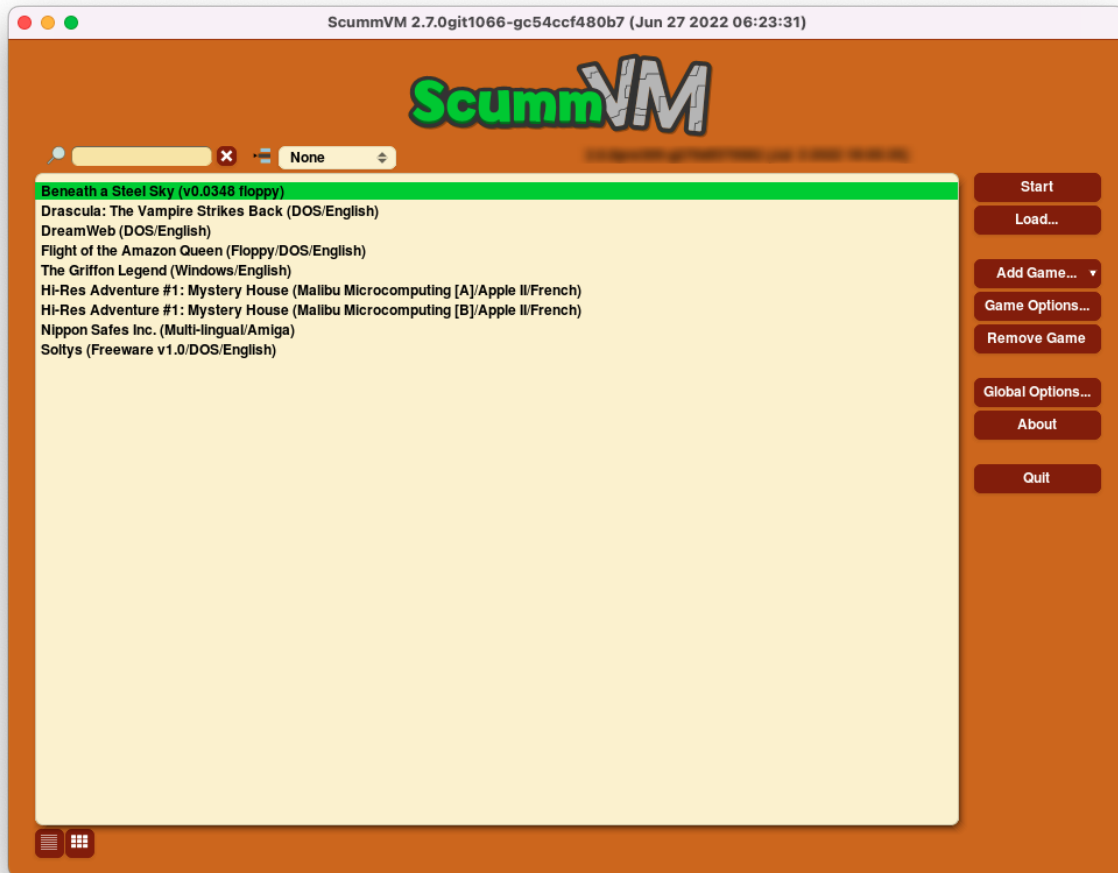 ScummVM 2.7.0git1066-gc54ccf480b7 (Jun 27 2022 06:23:31)
ScummVM
None
Beneath a Steel Sky (v0.0348 floppy)
Drascula: The Vampire Strikes Back (DOS/English)
DreamWeb (DOS/English)
Flight of the Amazon Queen (Floppy/DOS/English)
The Griffon Legend (Windows/English)
Hi-Res Adventure #1: Mystery House (Malibu Microcomputing [A]/Apple II/French)
Hi-Res Adventure #1: Mystery House (Malibu Microcomputing [B]/Apple II/French)
Nippon Safes Inc. (Multi-lingual/Amiga)
Soltys (Freeware v1.0/DOS/English)
Start
Load...
Add Game...
Game Options...
Remove Game
Global Options...
About
Quit